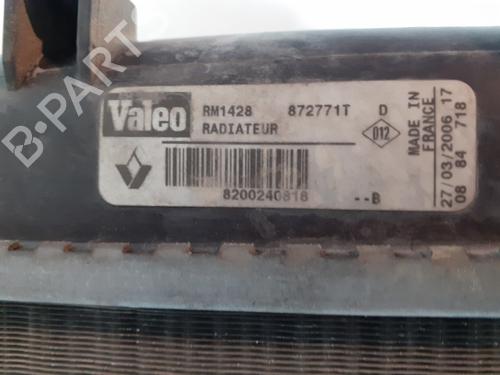 Valeo RM1428 872771T D
RADIATEUR
012
8200240818 --B
MADE IN
FRANCE
27/03/2006 17
08 84 718
B-PARTS